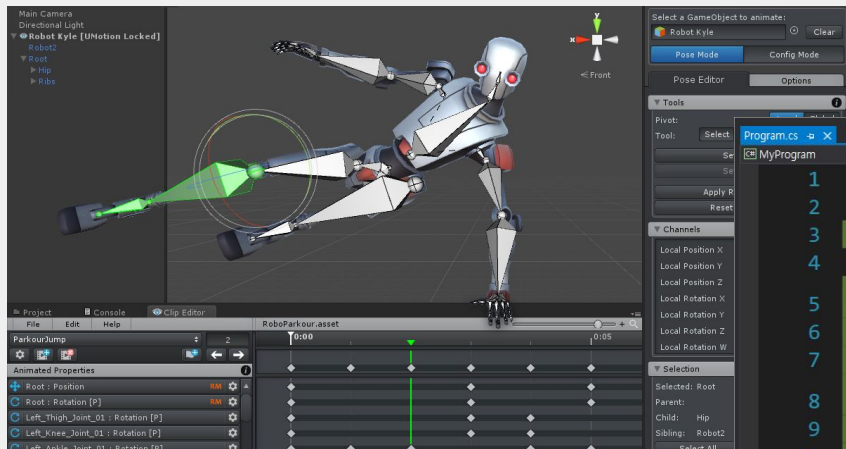 Main Camera
Directional Light
Robot Kyle [UMotion Locked]
Robot2
Root
Hip
Ribs
y
x
Front
Select a GameObject to animate:
Robot Kyle
Clear
Pose Mode
Config Mode
Pose Editor
Options
Tools
Pivot:
Tool:
Select
Se
Se
Apply R
Reset
Channels
Local Position X
Local Position Y
Local Position Z
Local Rotation X
Local Rotation Y
Local Rotation Z
Local Rotation W
Selection
Selected: Root
Parent:
Child: Hip
Sibling: Robot2
Select All
Program.cs
C# MyProgram
1
2
3
4
5
6
7
8
9
Project
Console
Clip Editor
File Edit Help
RoboParkour.asset
ParkourJump
2
0:00
0:05
Animated Properties
Root : Position RM
Root : Rotation [P] RM
Left_Thigh_Joint_01 : Rotation [P]
Left_Knee_Joint_01 : Rotation [P]
Left_Ankle_Joint_01 : Rotation [P]